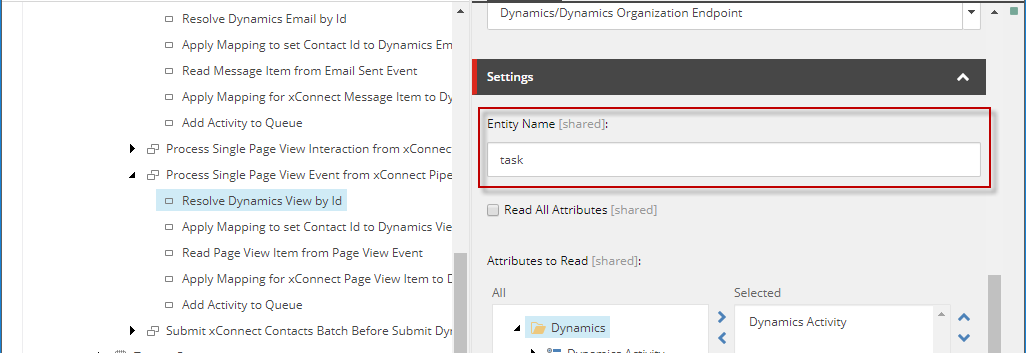 Resolve Dynamics Email by Id
Apply Mapping to set Contact Id to Dynamics Em
Read Message Item from Email Sent Event
Apply Mapping for xConnect Message Item to Dy
Add Activity to Queue
Process Single Page View Interaction from xConnect
Process Single Page View Event from xConnect Pipe
Resolve Dynamics View by Id
Apply Mapping to set Contact Id to Dynamics Vie
Read Page View Item from Page View Event
Apply Mapping for xConnect Page View Item to D
Add Activity to Queue
Submit xConnect Contacts Batch Before Submit Dyn
Dynamics/Dynamics Organization Endpoint
Settings
Entity Name [shared]:
task
Read All Attributes [shared]
Attributes to Read [shared]:
All
Dynamics
Dynamics Activity
Selected
Dynamics Activity